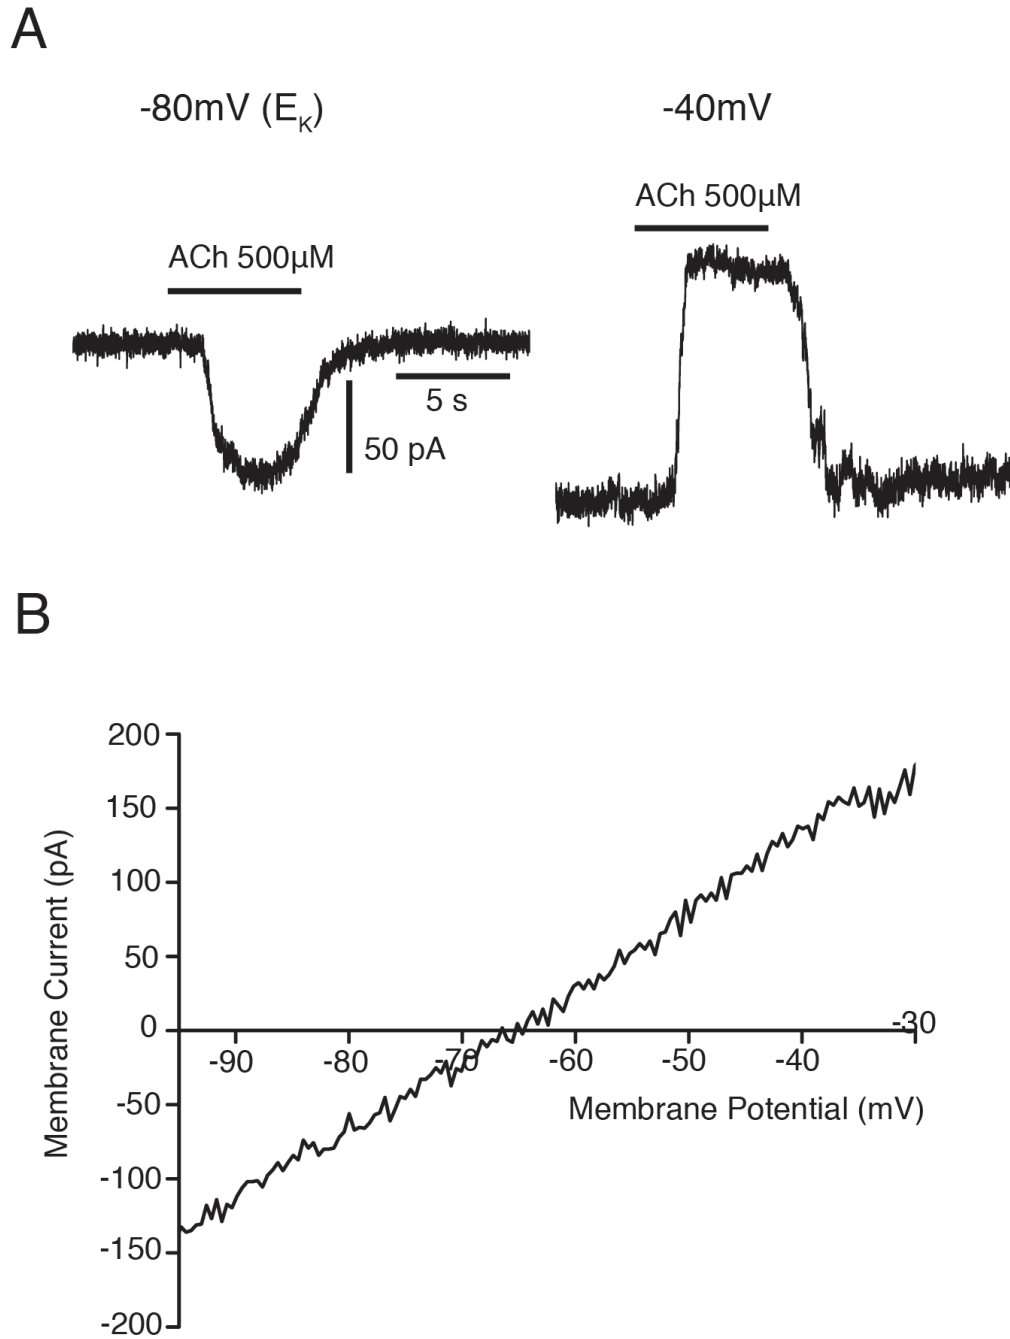 A
-80mV (EK)
-40mV
ACh 500µM
ACh 500µM
5 s
50 pA
B
Membrane Current (pA)
200
150
100
50
0
-50
-100
-150
-200
-90
-80
-70
-60
-50
-40
-30
Membrane Potential (mV)